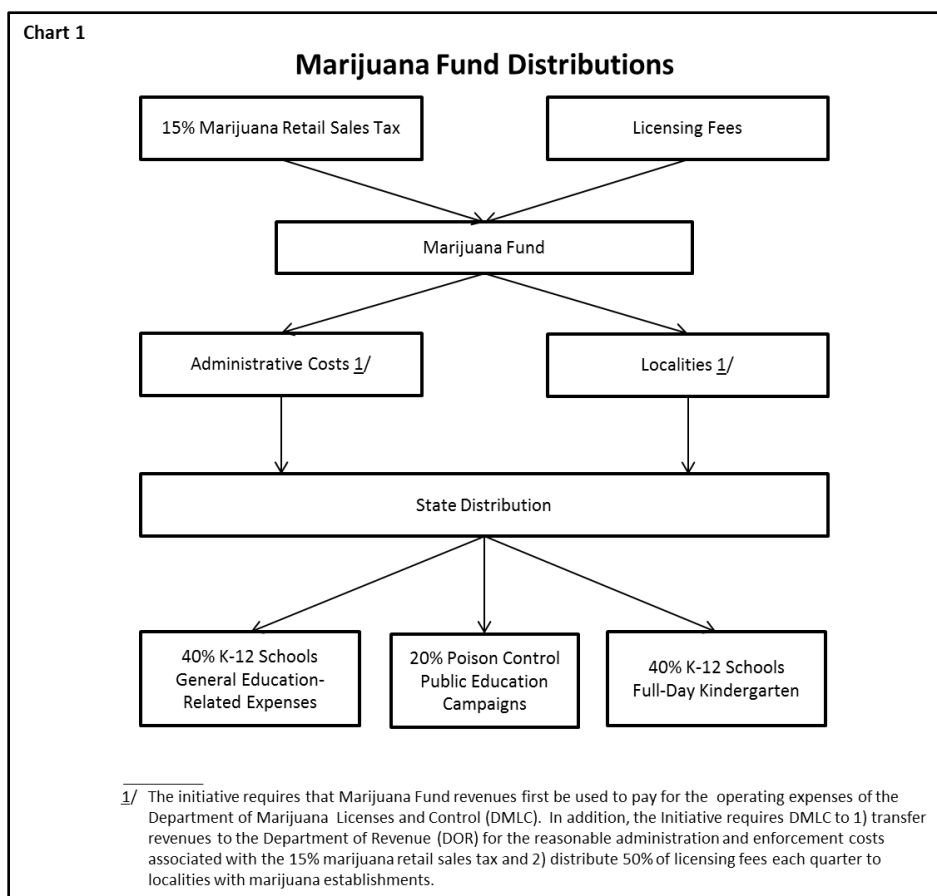 Chart 1
Marijuana Fund Distributions
15% Marijuana Retail Sales Tax
Licensing Fees
Marijuana Fund
Administrative Costs 1/
Localities 1/
State Distribution
40% K-12 Schools
General Education-
Related Expenses
20% Poison Control
Public Education
Campaigns
40% K-12 Schools
Full-Day Kindergarten
1/ The initiative requires that Marijuana Fund revenues first be used to pay for the operating expenses of the
Department of Marijuana Licenses and Control (DMLC). In addition, the Initiative requires DMLC to 1) transfer
revenues to the Department of Revenue (DOR) for the reasonable administration and enforcement costs
associated with the 15% marijuana retail sales tax and 2) distribute 50% of licensing fees each quarter to
localities with marijuana establishments.